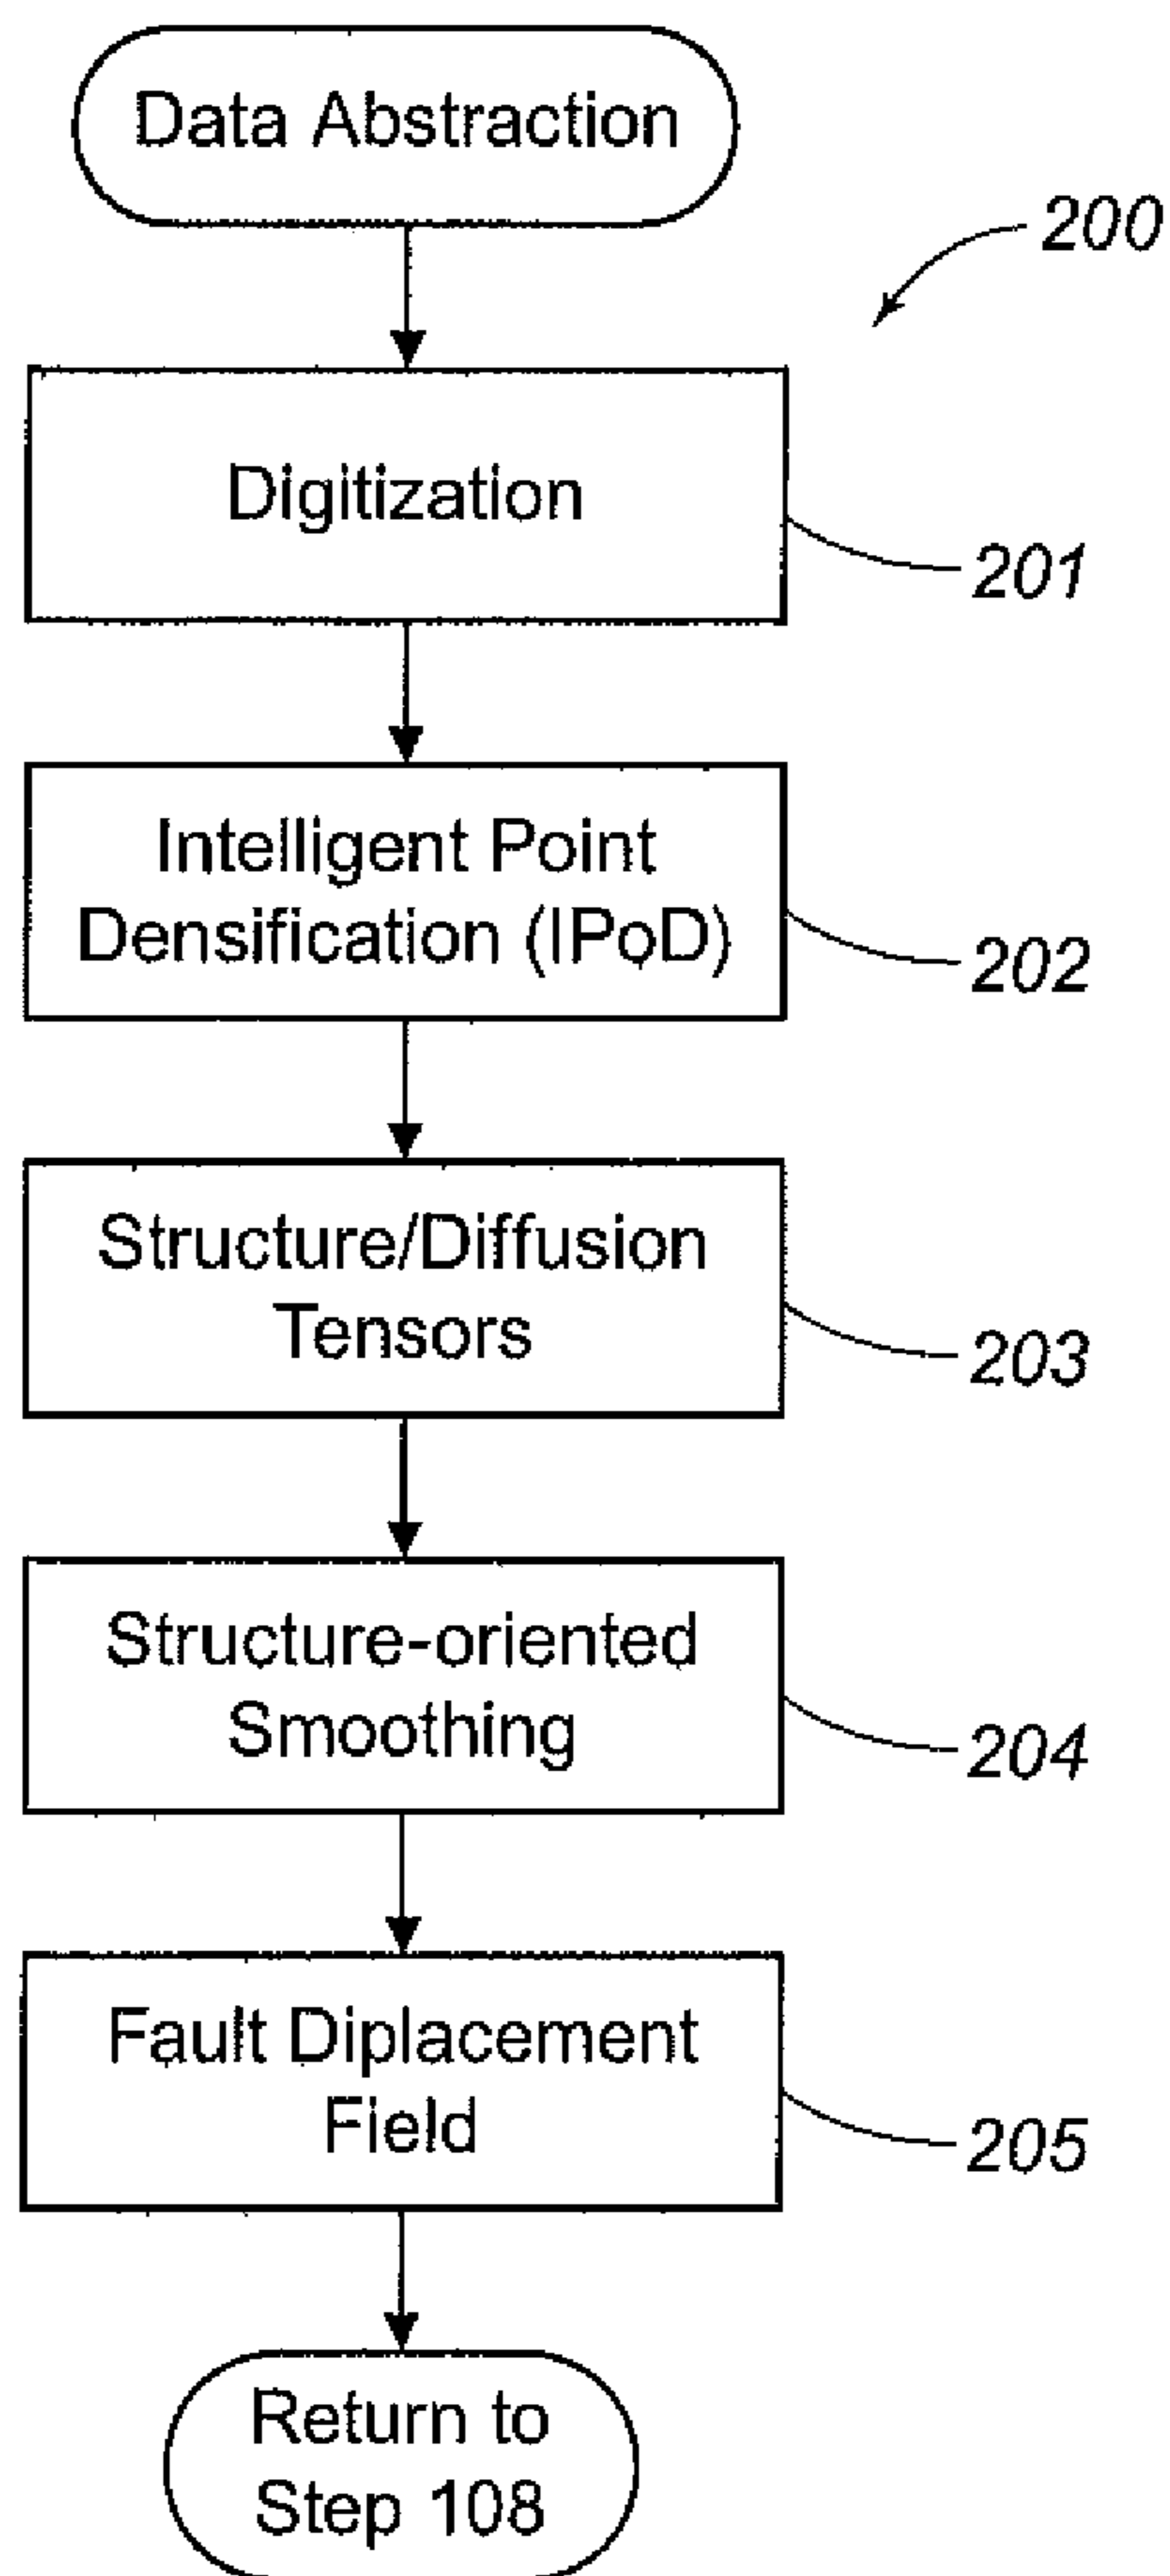 Data Abstraction
200
Digitization
201
Intelligent Point
Densification (IPoD)
202
Structure/Diffusion
Tensors
203
Structure-oriented
Smoothing
204
Fault Diplacement
Field
205
Return to
Step 108